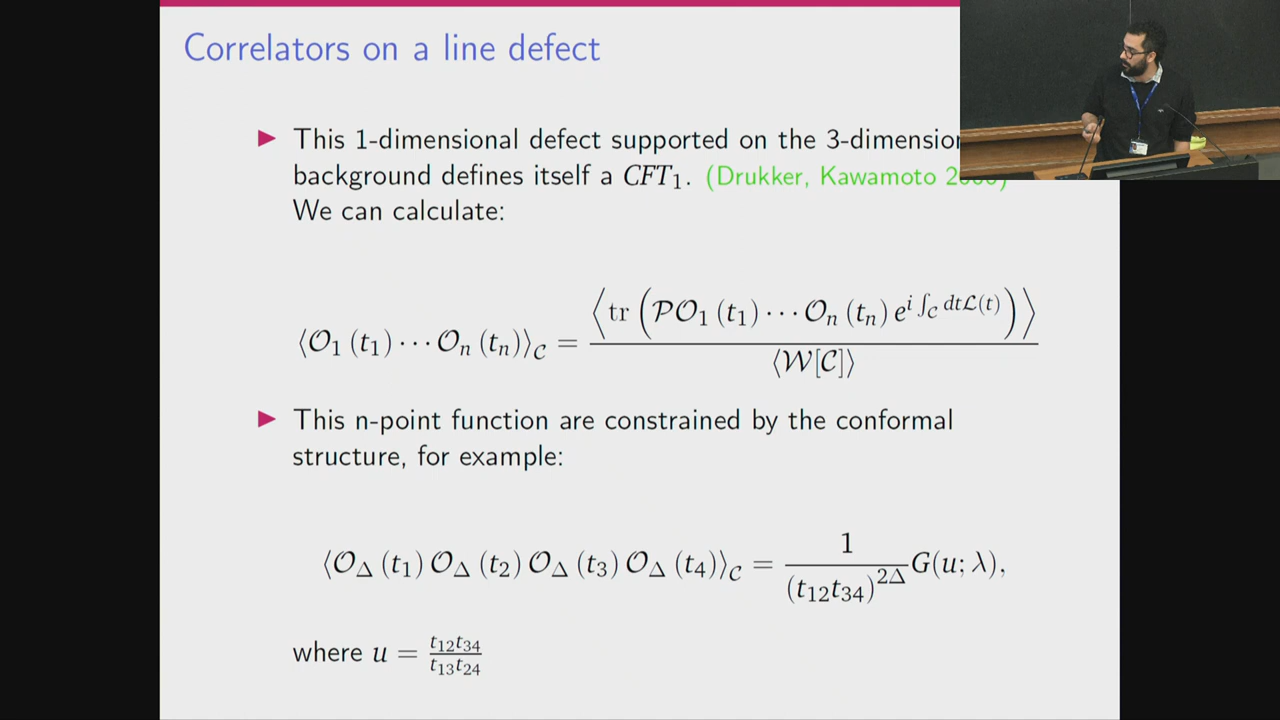 Correlators on a line defect
▶ This 1-dimensional defect supported on the 3-dimension
background defines itself a CFT₁. (Drukker, Kawamoto
We can calculate:
⟨𝒪₁(t₁)⋯𝒪ₙ(tₙ)⟩_𝒞 = ⟨tr(𝒫𝒪₁(t₁)⋯𝒪ₙ(tₙ)e^{i∫_𝒞 dtℒ(t)})⟩ / ⟨𝒲[𝒞]⟩
▶ This n-point function are constrained by the conformal
structure, for example:
⟨𝒪_Δ(t₁)𝒪_Δ(t₂)𝒪_Δ(t₃)𝒪_Δ(t₄)⟩_𝒞 = 1/(t₁₂t₃₄)^{2Δ} G(u;λ),
where u = t₁₂t₃₄/t₁₃t₂₄